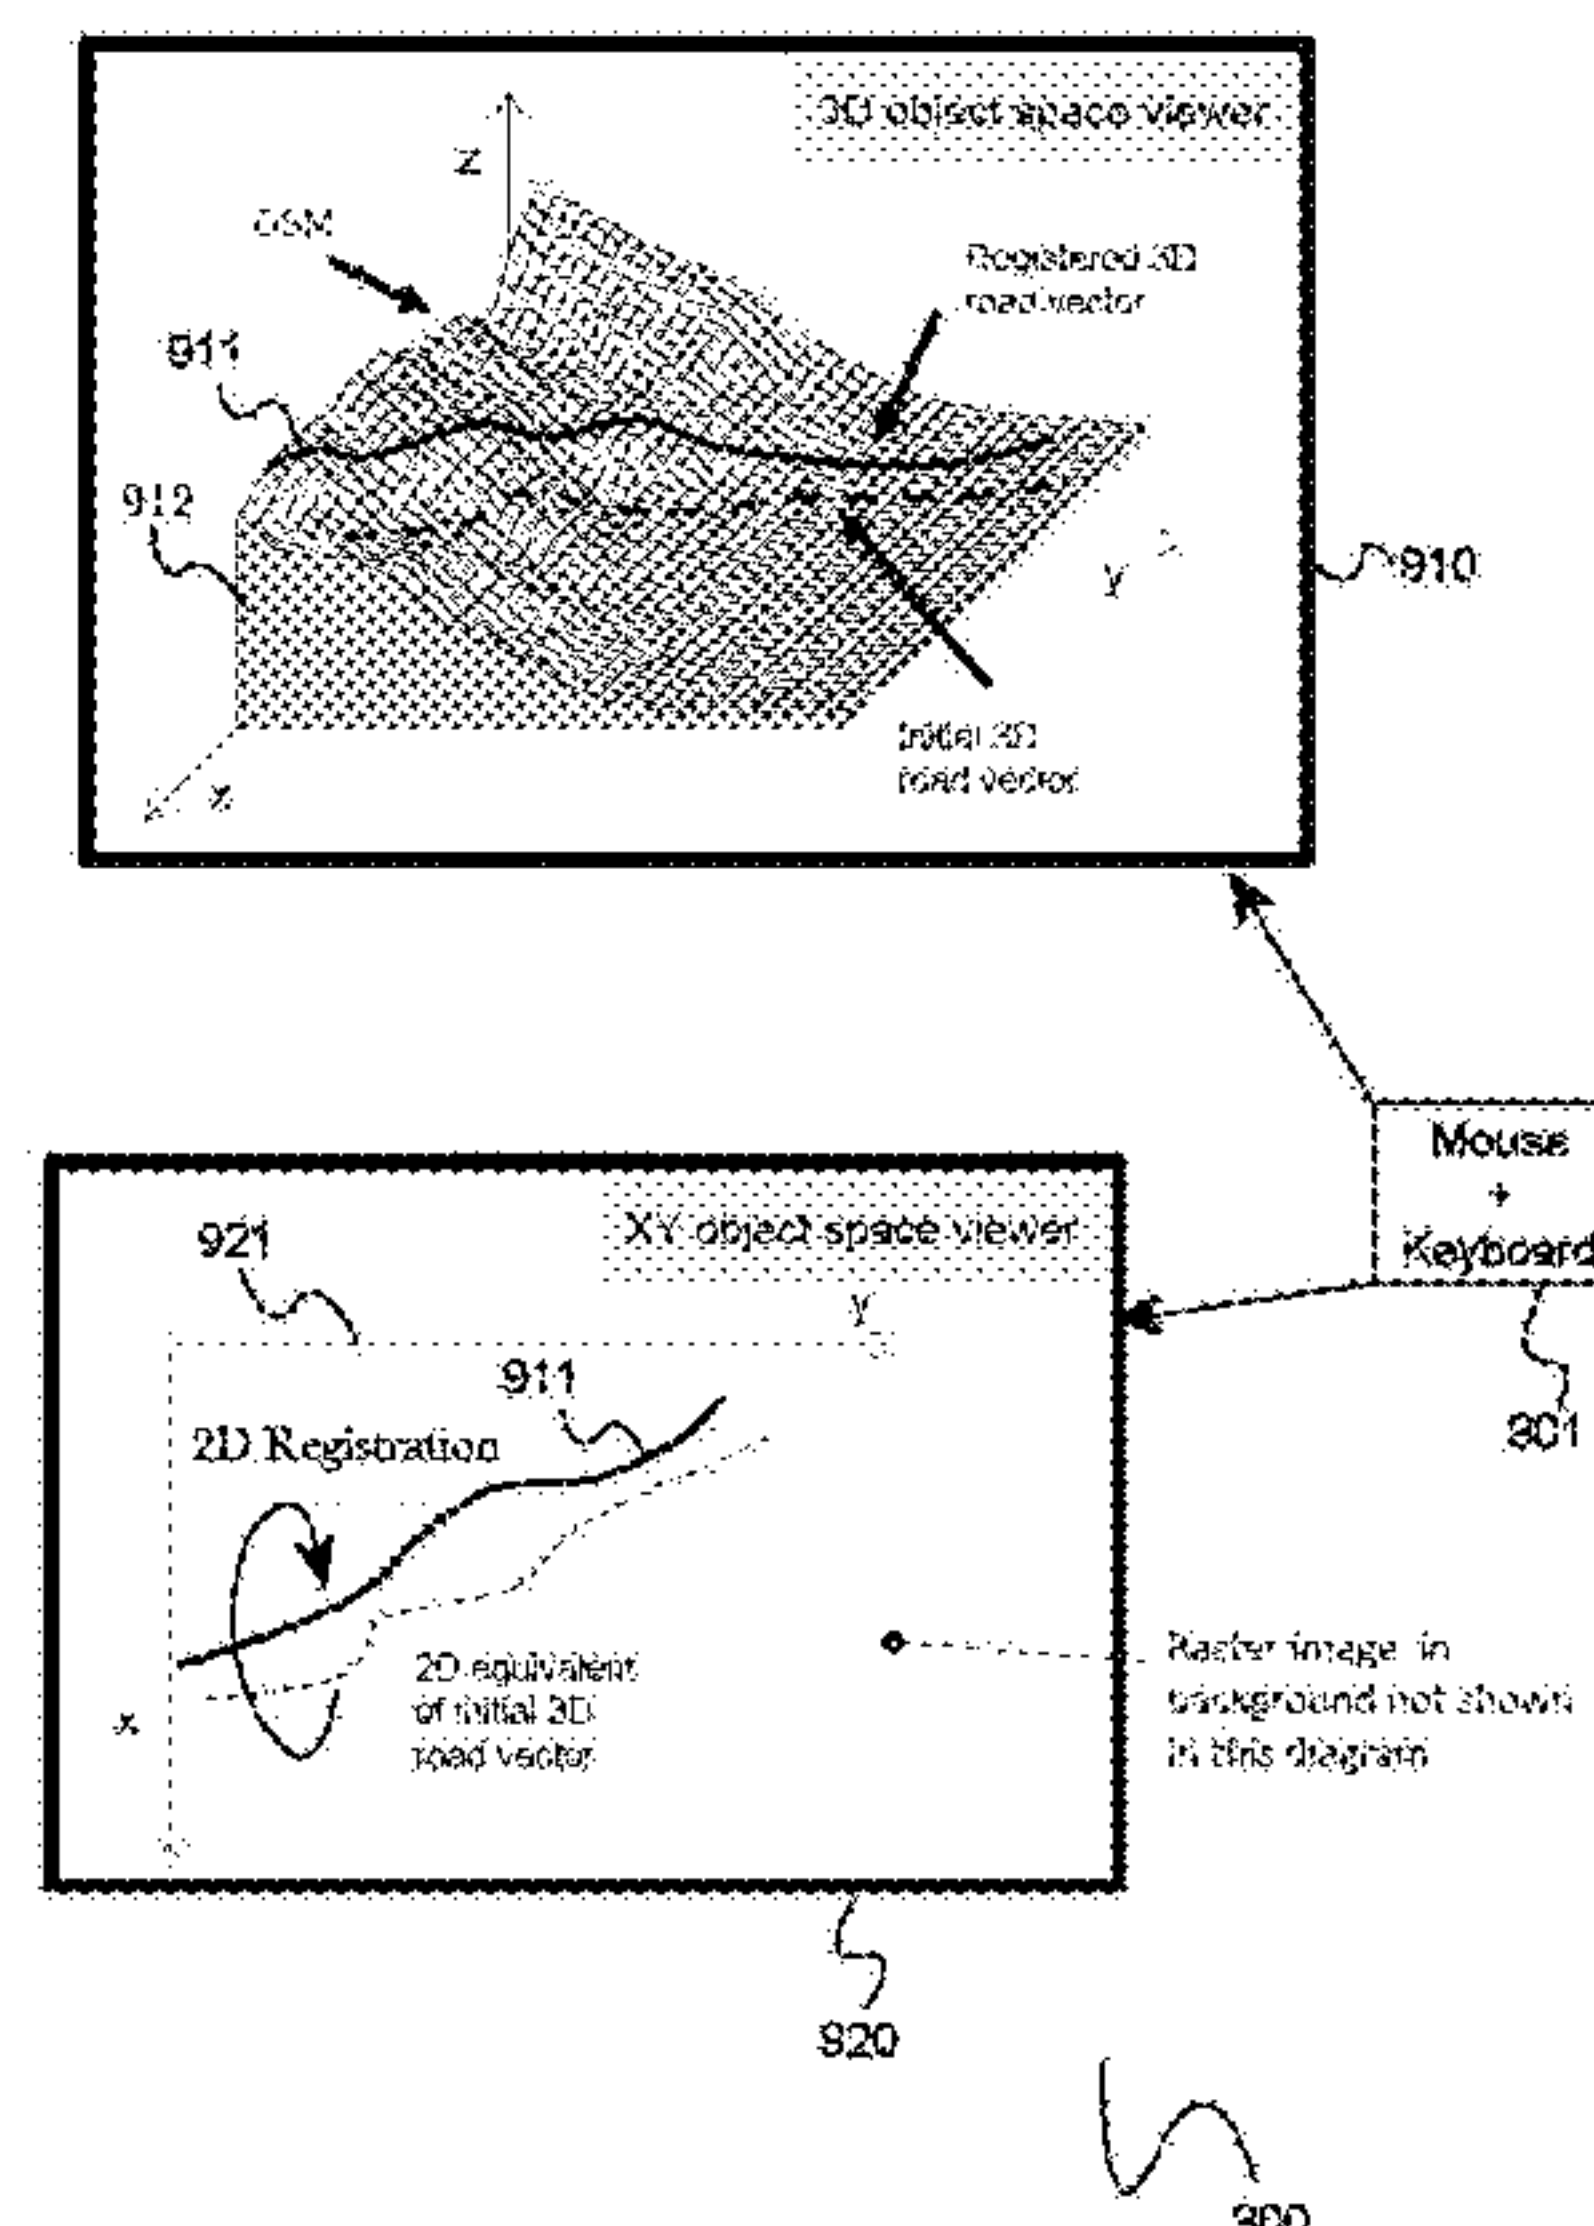 3D object space viewer
Z
DSM
Registered 3D
road vector
911
912
y
910
Initial 3D
road vector
x
Mouse
+
Keyboard
XY object space viewer
921
y
911
2D Registration
901
2D equivalent
of initial 3D
road vector
x
Raster image in
background not shown
in this diagram
920
900